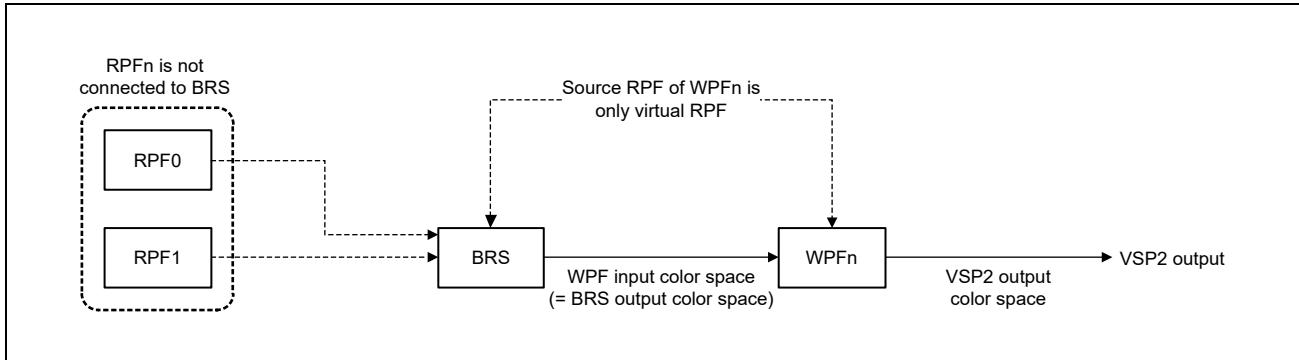 RPFn is not
connected to BRS
Source RPF of WPFn is
only virtual RPF
RPF0
RPF1
BRS
WPF input color space
(= BRS output color space)
WPFn
VSP2 output
color space
VSP2 output